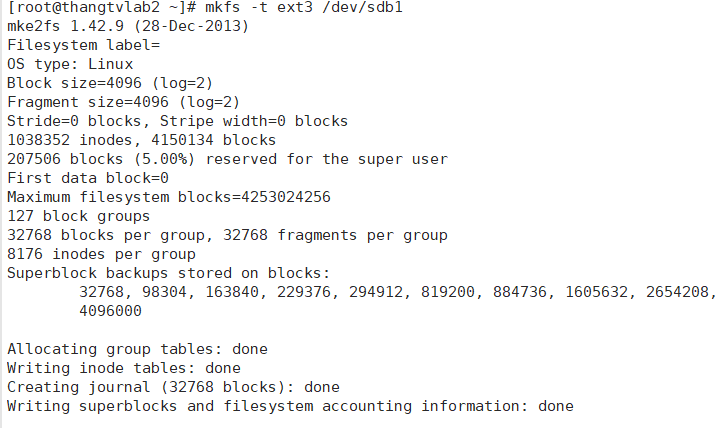 [root@thangtvlab2 ~]# mkfs -t ext3 /dev/sdb1
mke2fs 1.42.9 (28-Dec-2013)
Filesystem label=
OS type: Linux
Block size=4096 (log=2)
Fragment size=4096 (log=2)
Stride=0 blocks, Stripe width=0 blocks
1038352 inodes, 4150134 blocks
207506 blocks (5.00%) reserved for the super user
First data block=0
Maximum filesystem blocks=4253024256
127 block groups
32768 blocks per group, 32768 fragments per group
8176 inodes per group
Superblock backups stored on blocks:
32768, 98304, 163840, 229376, 294912, 819200, 884736, 1605632, 2654208,
4096000
Allocating group tables: done
Writing inode tables: done
Creating journal (32768 blocks): done
Writing superblocks and filesystem accounting information: done